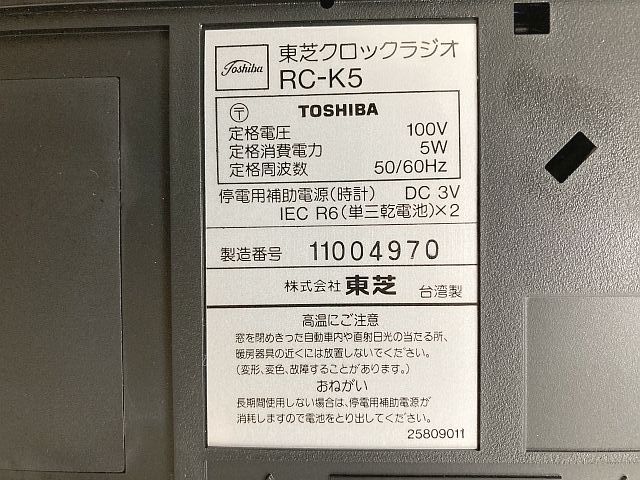 Toshiba
東芝クロックラジオ
RC-K5
〒 TOSHIBA
定格電圧 100V
定格消費電力 5W
定格周波数 50/60Hz
停電用補助電源(時計) DC 3V
IEC R6(単三乾電池)×2
製造番号 11004970
株式会社 東芝 台湾製
高温にご注意
窓を閉めきった自動車内や直射日光の当たる所、
暖房器具の近くには放置しないでください。
(変形、変色、故障することがあります。)
おねがい
長期間使用しない場合は、停電用補助電源が
消耗しますので電池をとり出してください。
25809011